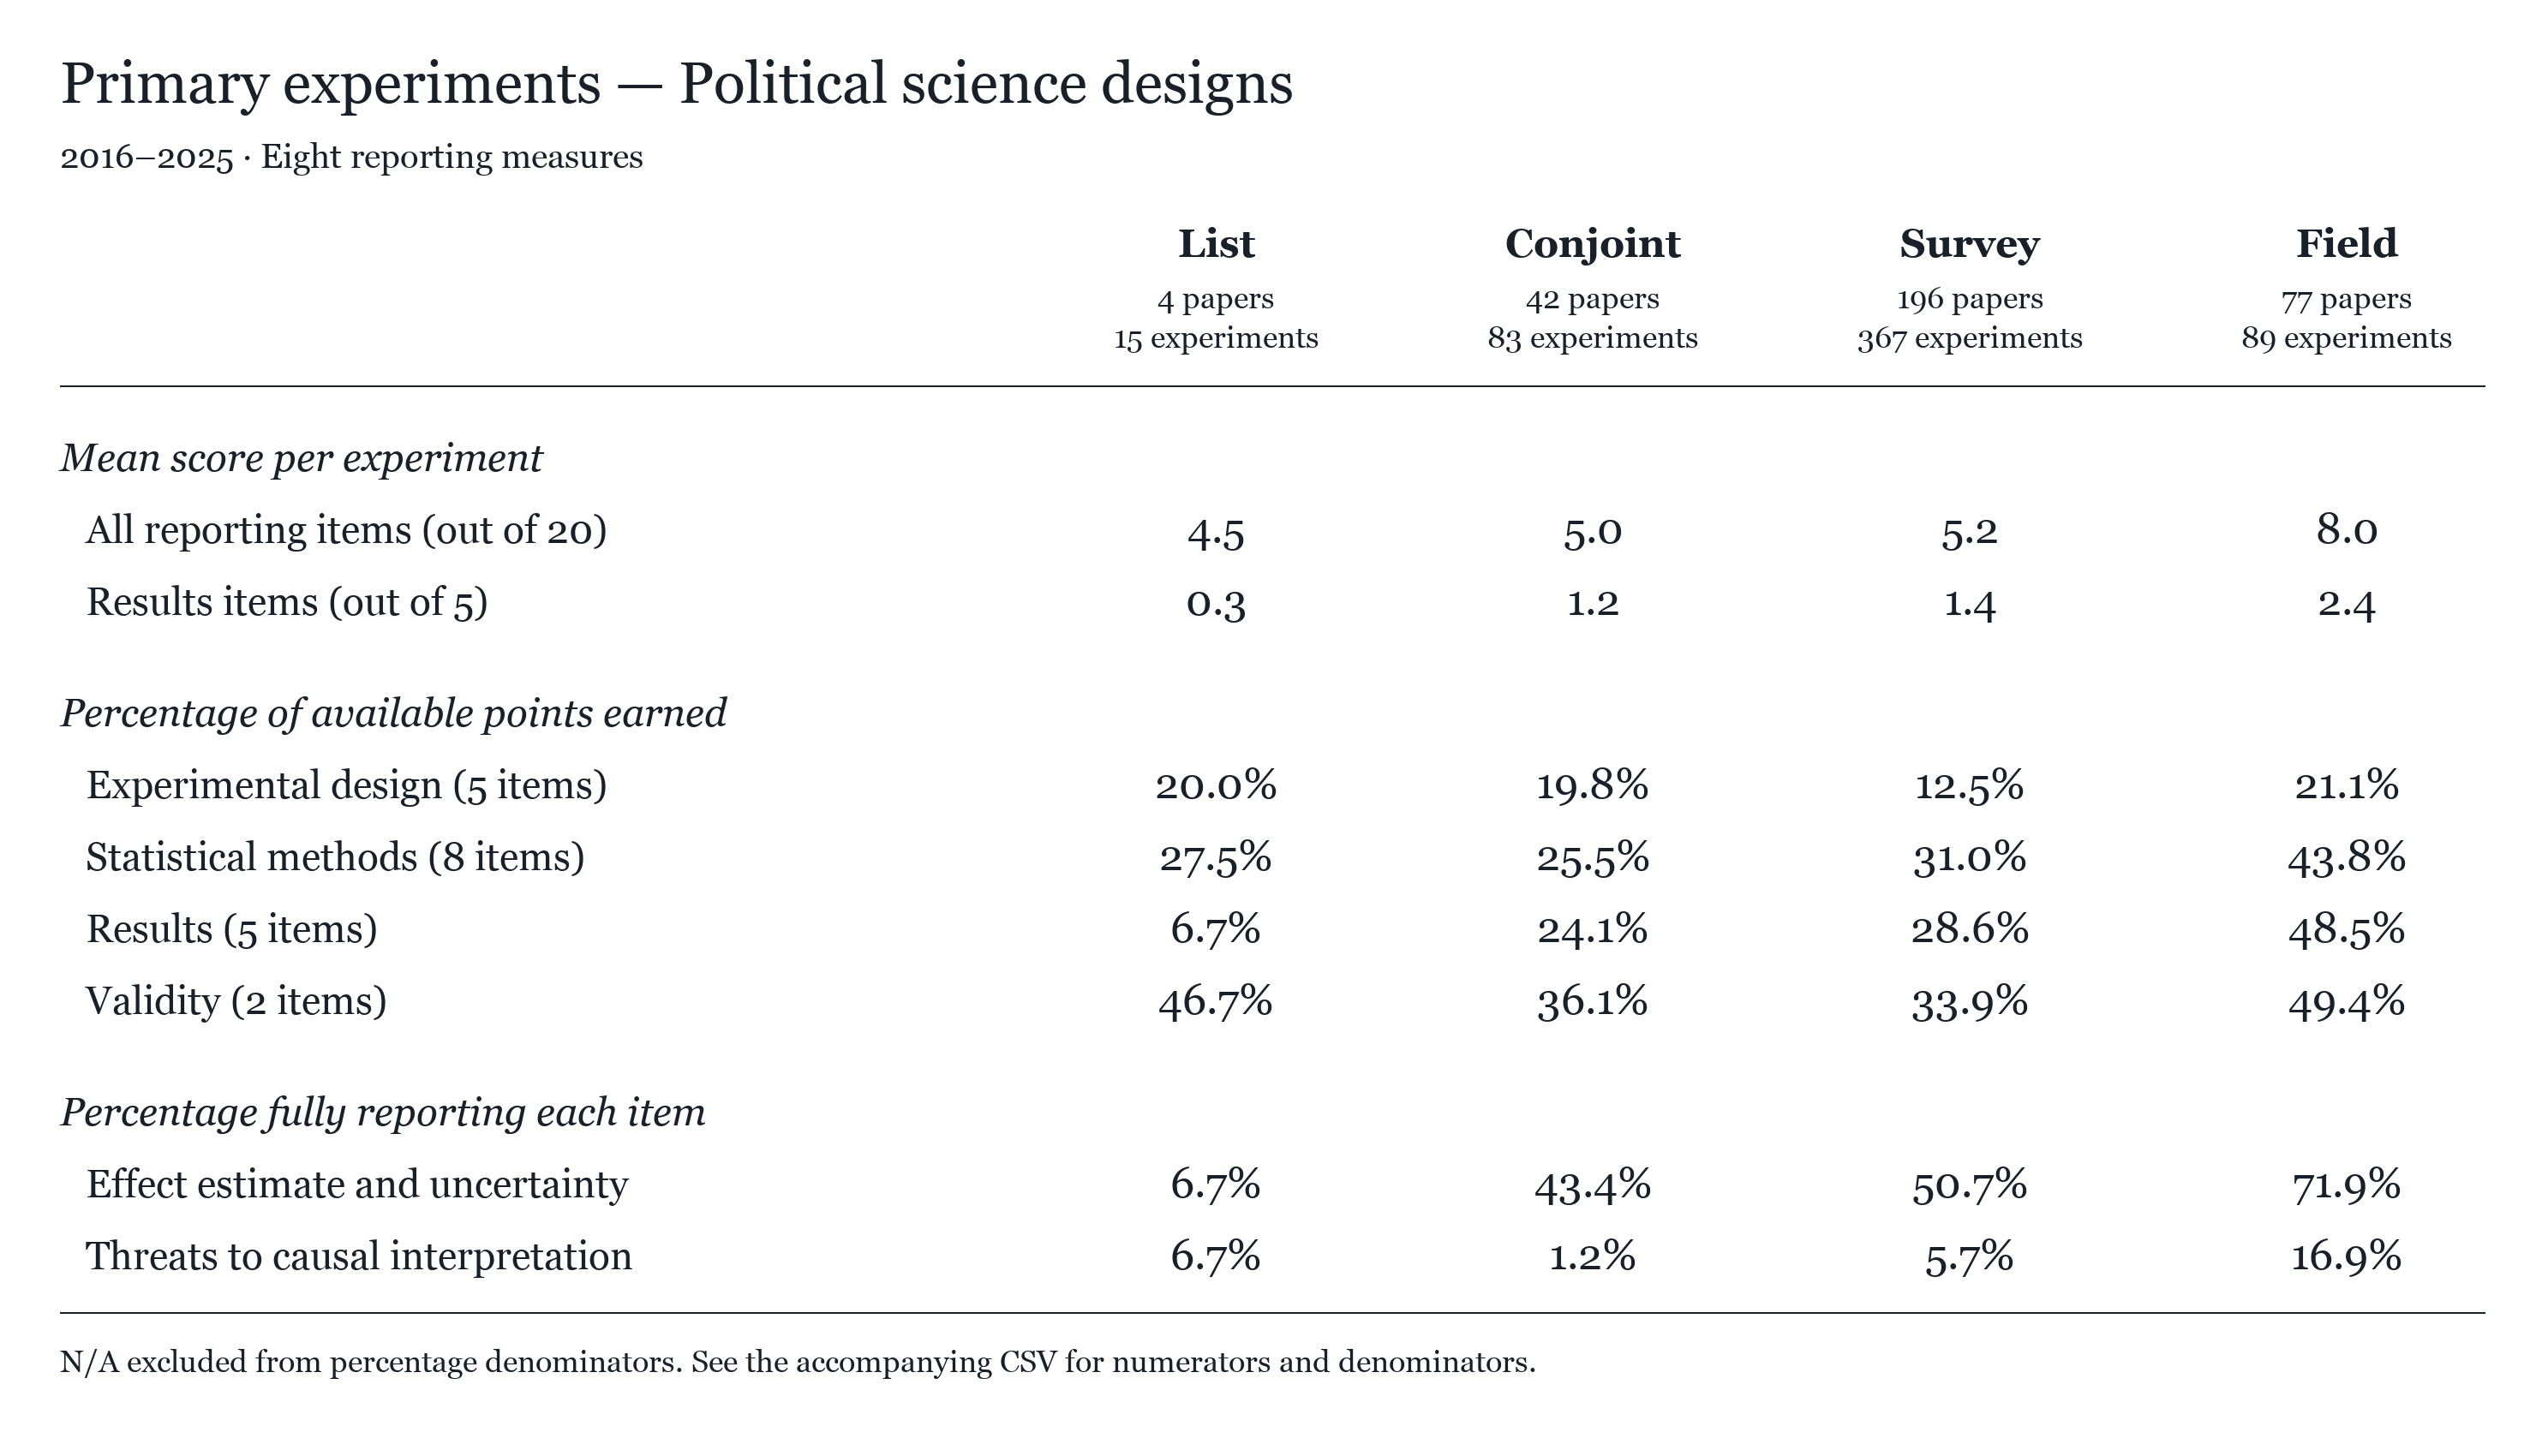 Primary experiments — Political science designs
2016–2025 · Eight reporting measures
List Conjoint Survey Field
4 papers 42 papers 196 papers 77 papers
15 experiments 83 experiments 367 experiments 89 experiments
Mean score per experiment
All reporting items (out of 20) 4.5 5.0 5.2 8.0
Results items (out of 5) 0.3 1.2 1.4 2.4
Percentage of available points earned
Experimental design (5 items) 20.0% 19.8% 12.5% 21.1%
Statistical methods (8 items) 27.5% 25.5% 31.0% 43.8%
Results (5 items) 6.7% 24.1% 28.6% 48.5%
Validity (2 items) 46.7% 36.1% 33.9% 49.4%
Percentage fully reporting each item
Effect estimate and uncertainty 6.7% 43.4% 50.7% 71.9%
Threats to causal interpretation 6.7% 1.2% 5.7% 16.9%
N/A excluded from percentage denominators. See the accompanying CSV for numerators and denominators.